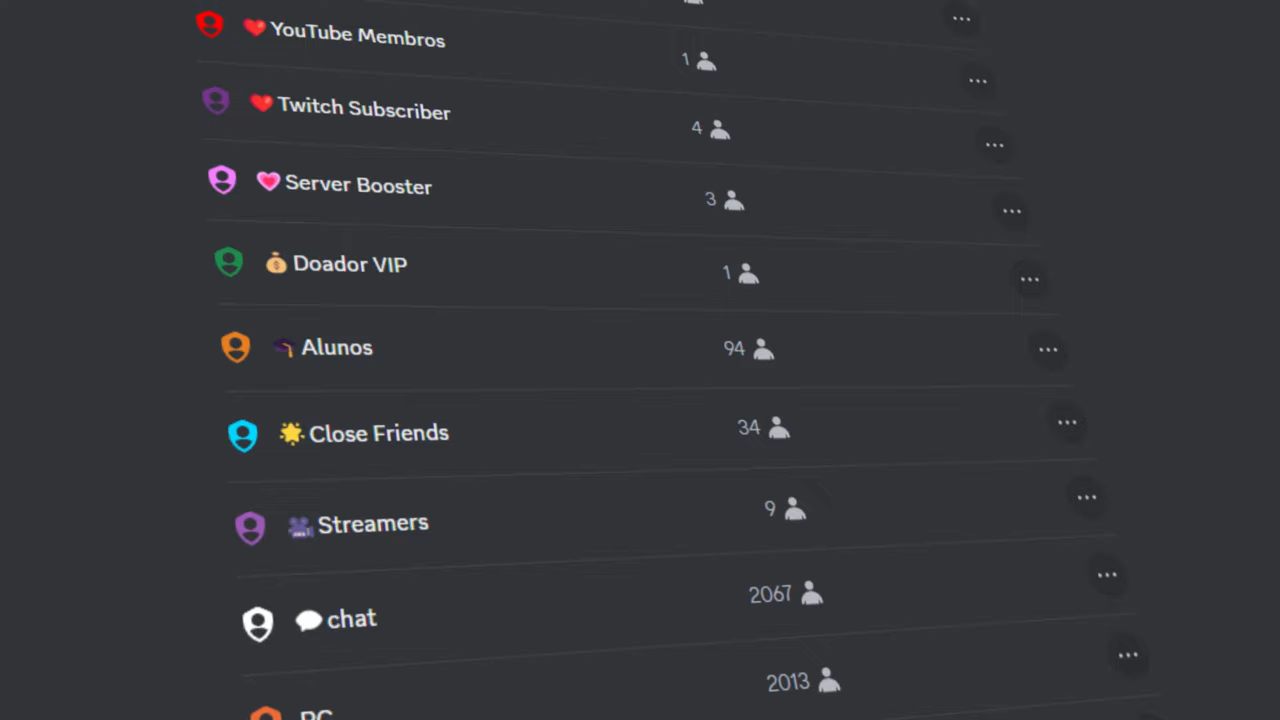 YouTube Membros
1
Twitch Subscriber
4
Server Booster
3
Doador VIP
1
Alunos
94
Close Friends
34
Streamers
9
chat
2067
PC
2013